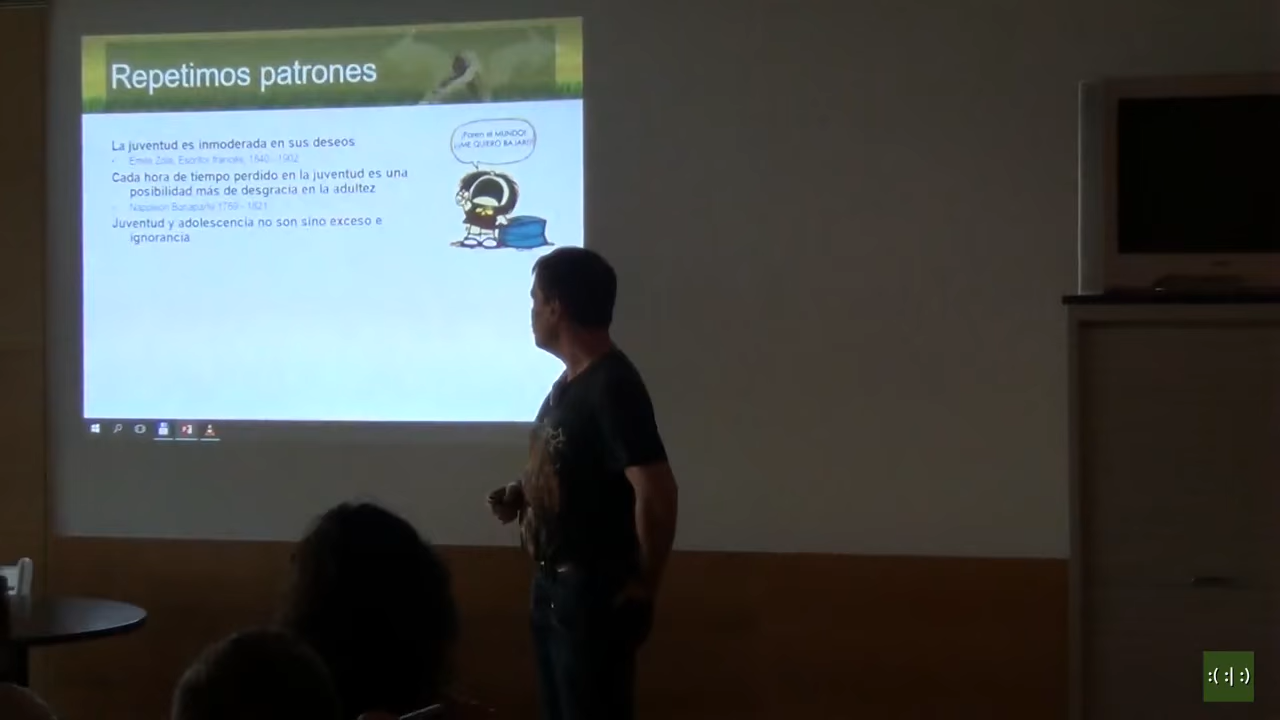 Repetimos patrones
La juventud es inmoderada en sus deseos
Emile Zola, Escritor francés, 1840 - 1902
Cada hora de tiempo perdido en la juventud es una
posibilidad más de desgracia en la adultez
Napoleón Bonaparte 1769 - 1821
Juventud y adolescencia no son sino exceso e
ignorancia
¡Paren el MUNDO!
¡¡ME QUIERO BAJAR!!
:( :| :)